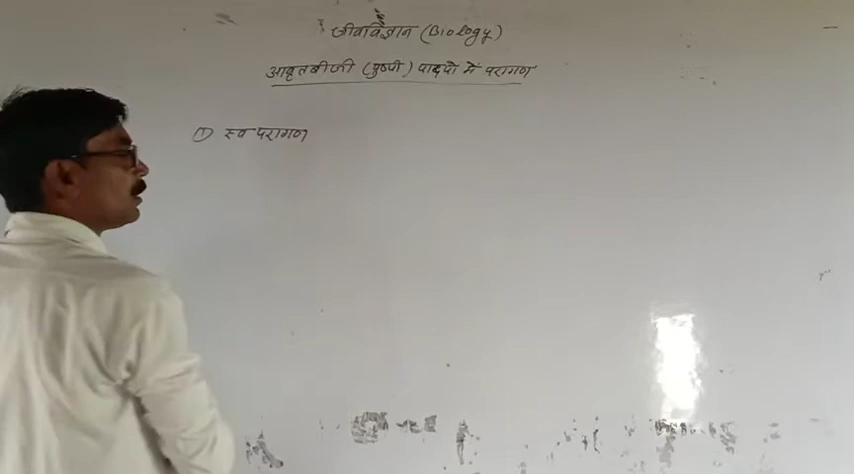 जीवविज्ञान (Biology)
आवृतबीजी (पुष्पी) पादपो में परागण
① स्व परागण